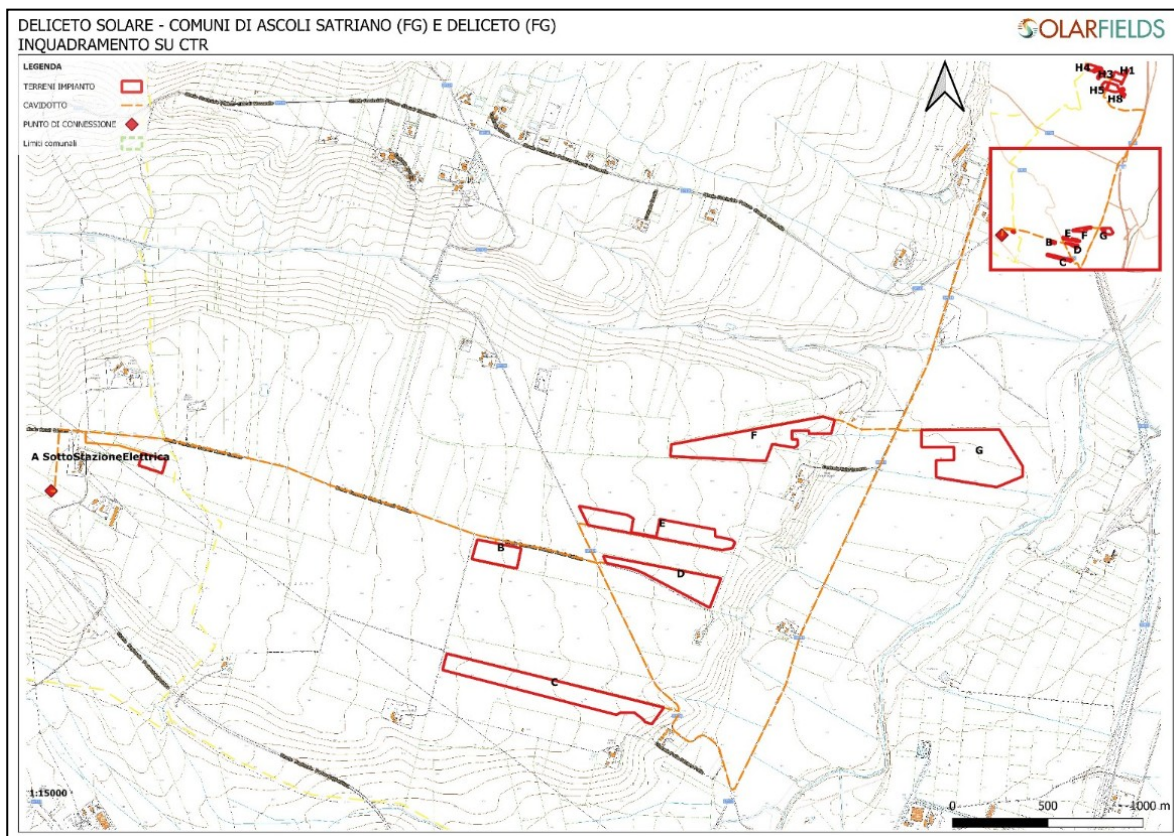 DELICETO SOLARE - COMUNI DI ASCOLI SATRIANO (FG) E DELICETO (FG)
INQUADRAMENTO SU CTR
SOLARFIELDS
LEGENDA
TERRENI IMPIANTO
CAVIDOTTO
PUNTO DI CONNESSIONE
Limiti comunali
H4
H3
H1
H5
H8
B
E
F
G
D
C
F
G
A SottoStazioneElettrica
E
B
D
C
1:15000
0 500 1000 m